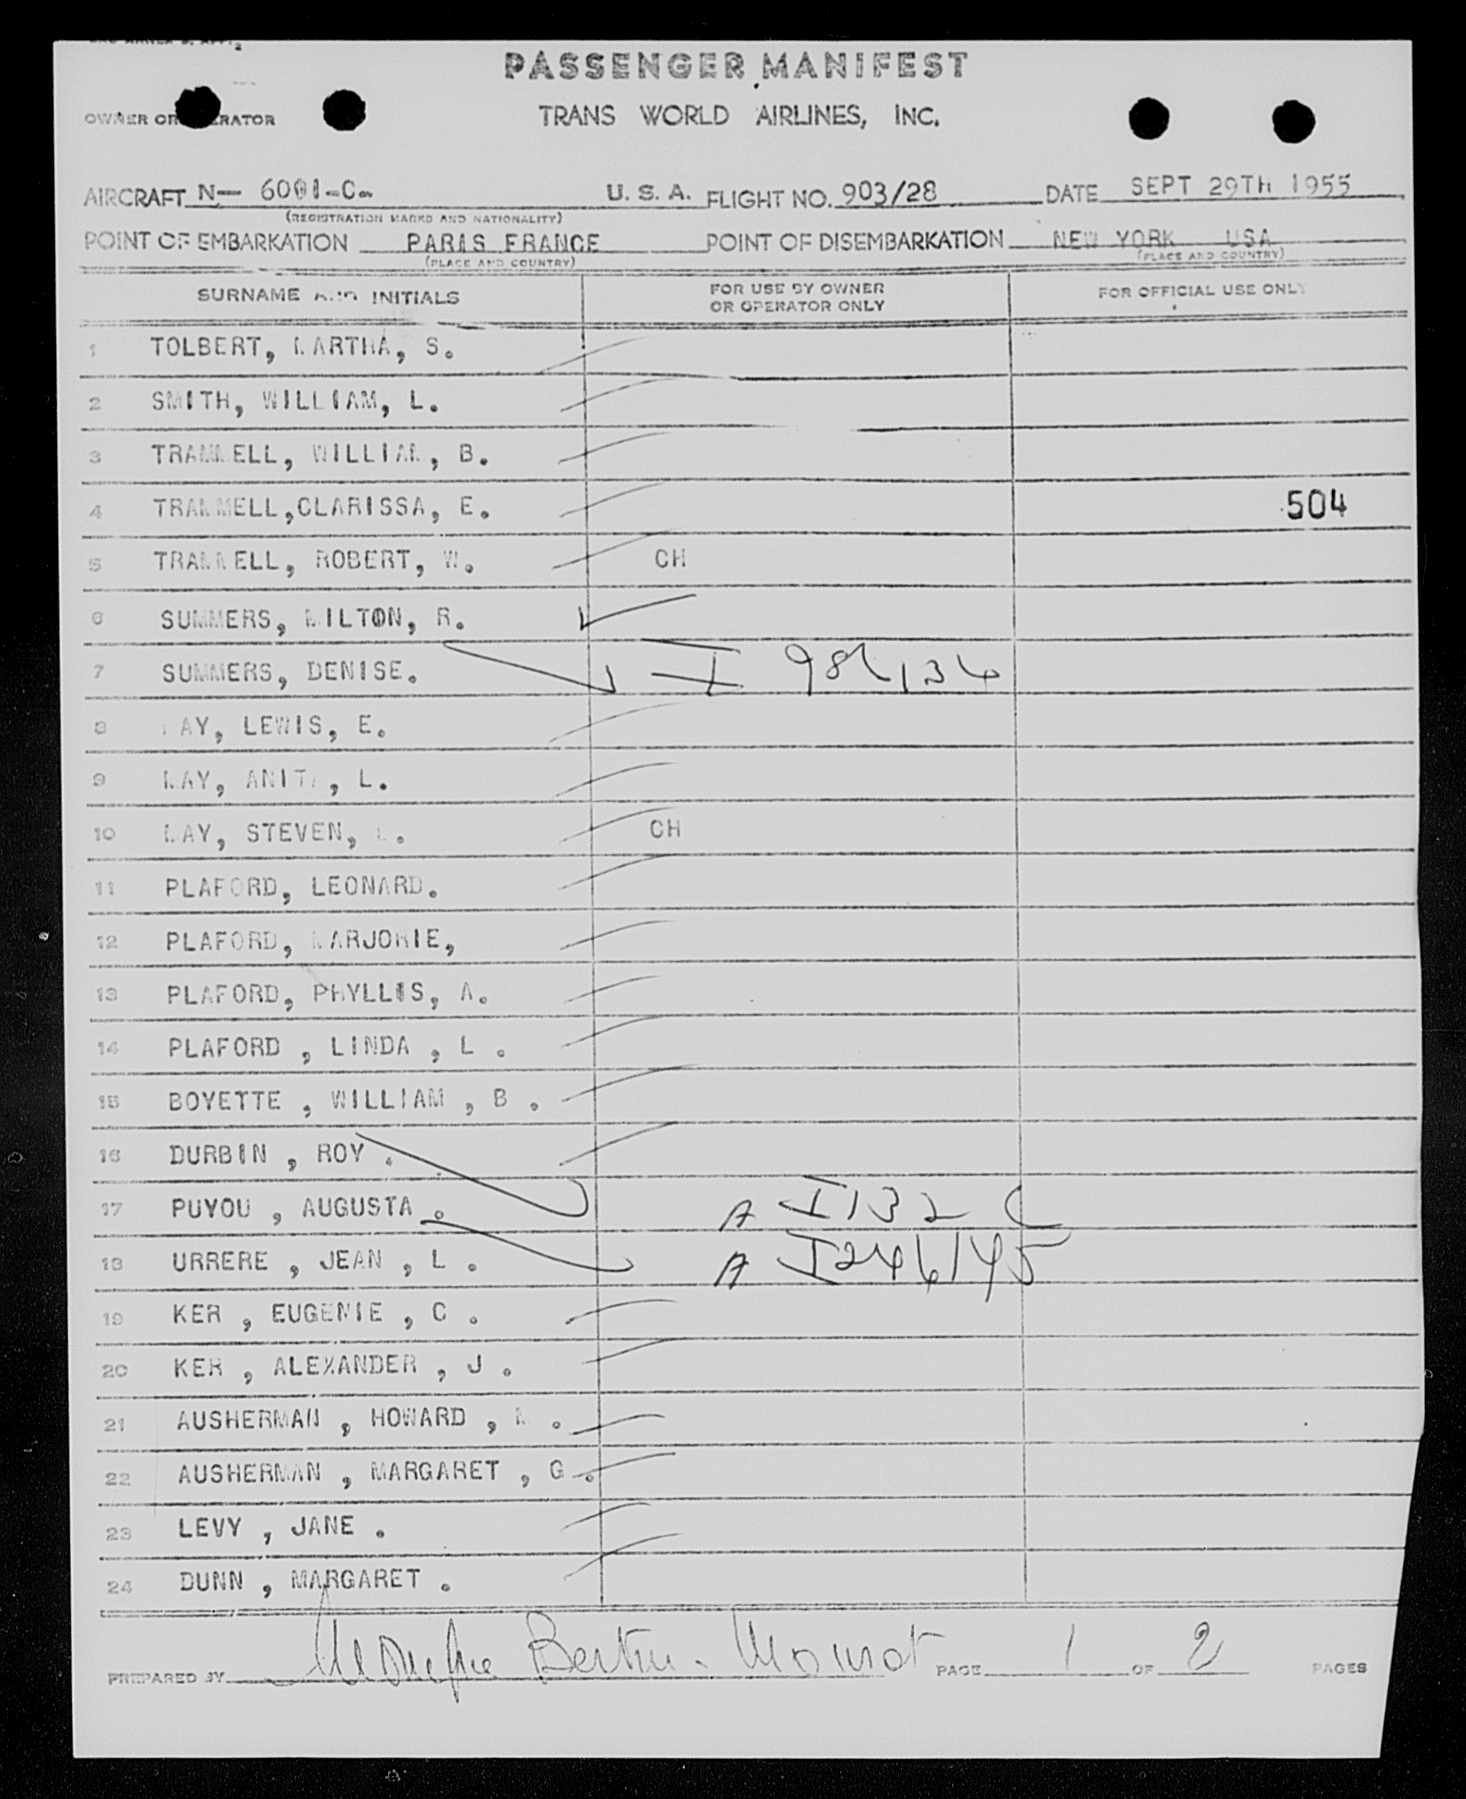 PASSENGER MANIFEST
TRANS WORLD AIRLINES, INC.
OWNER OR OPERATOR
AIRCRAFT N— 6001-C. U. S. A. FLIGHT NO. 903/28 DATE SEPT 29TH 1955
(REGISTRATION MARKS AND NATIONALITY)
POINT OF EMBARKATION PARIS FRANCE POINT OF DISEMBARKATION NEW YORK USA
(PLACE AND COUNTRY) (PLACE AND COUNTRY)
SURNAME AND INITIALS FOR USE BY OWNER OR OPERATOR ONLY FOR OFFICIAL USE ONLY
1 TOLBERT, MARTHA, S.
2 SMITH, WILLIAM, L.
3 TRAMMELL, WILLIAM, B.
4 TRAMMELL,CLARISSA, E. 504
5 TRAMMELL, ROBERT, W. CH
6 SUMMERS, MILTON, R.
7 SUMMERS, DENISE. I
8 MAY, LEWIS, E.
9 MAY, ANITA, L.
10 MAY, STEVEN, CH
11 PLAFORD, LEONARD.
12 PLAFORD, MARJORIE,
13 PLAFORD, PHYLLIS, A.
14 PLAFORD , LINDA , L .
15 BOYETTE , WILLIAM , B .
16 DURBIN , ROY .
17 PUYOU , AUGUSTA . A I132
18 URRERE , JEAN , L . A I246145
19 KER , EUGENIE , C .
20 KER , ALEXANDER , J .
21 AUSHERMAN , HOWARD , M .
22 AUSHERMAN , MARGARET , G .
23 LEVY , JANE .
24 DUNN , MARGARET .
PREPARED BY PAGE 1 OF 2 PAGES